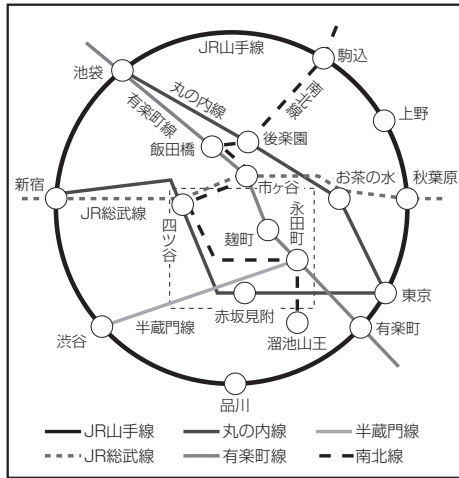 JR山手線
駒込
池袋
丸の内線
南北線
有楽町線
上野
飯田橋
後楽園
新宿
市ヶ谷
お茶の水
秋葉原
JR総武線
四ツ谷
麹町
永田町
東京
赤坂見附
半蔵門線
渋谷
溜池山王
有楽町
品川
JR山手線
丸の内線
半蔵門線
JR総武線
有楽町線
南北線